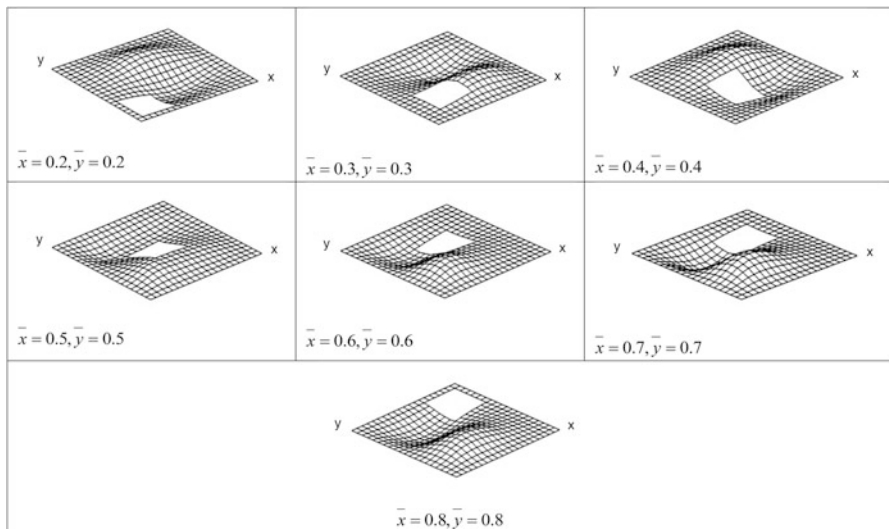 y x
x̄ = 0.2, ȳ = 0.2
y x
x̄ = 0.3, ȳ = 0.3
y x
x̄ = 0.4, ȳ = 0.4
y x
x̄ = 0.5, ȳ = 0.5
y x
x̄ = 0.6, ȳ = 0.6
y x
x̄ = 0.7, ȳ = 0.7
y x
x̄ = 0.8, ȳ = 0.8